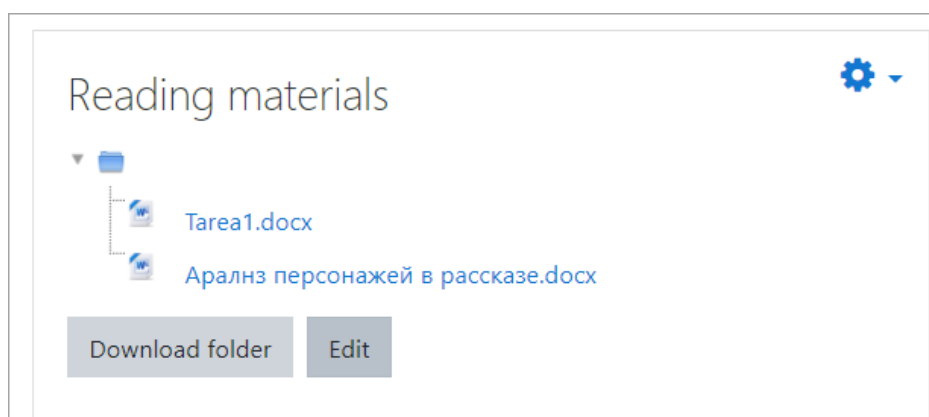 Reading materials
Tarea1.docx
Аралнз персонажей в рассказе.docx
Download folder
Edit